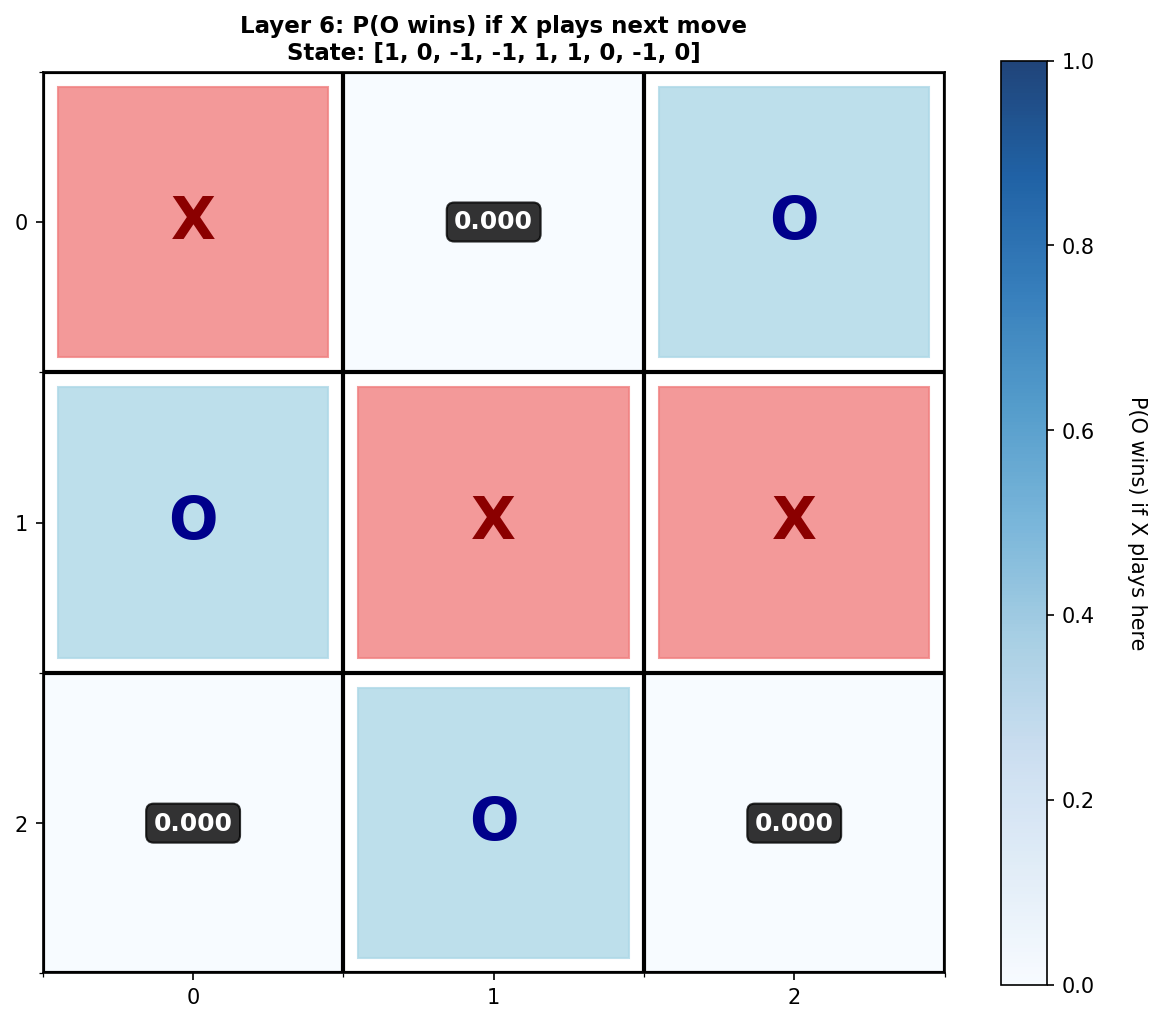 Layer 6: P(O wins) if X plays next move
State: [1, 0, -1, -1, 1, 1, 0, -1, 0]
0
X
0.000
O
1
O
X
X
2
0.000
O
0.000
0
1
2
1.0
0.8
0.6
0.4
0.2
0.0
P(O wins) if X plays here